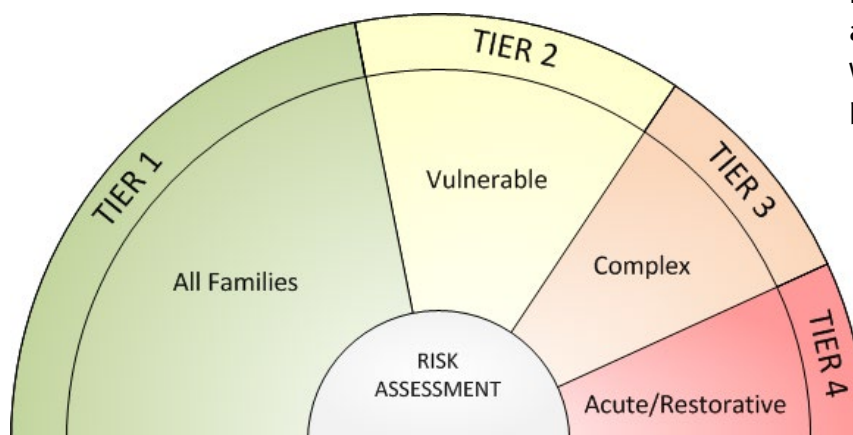 TIER 1
TIER 2
TIER 3
TIER 4
All Families
Vulnerable
Complex
Acute/Restorative
RISK
ASSESSMENT